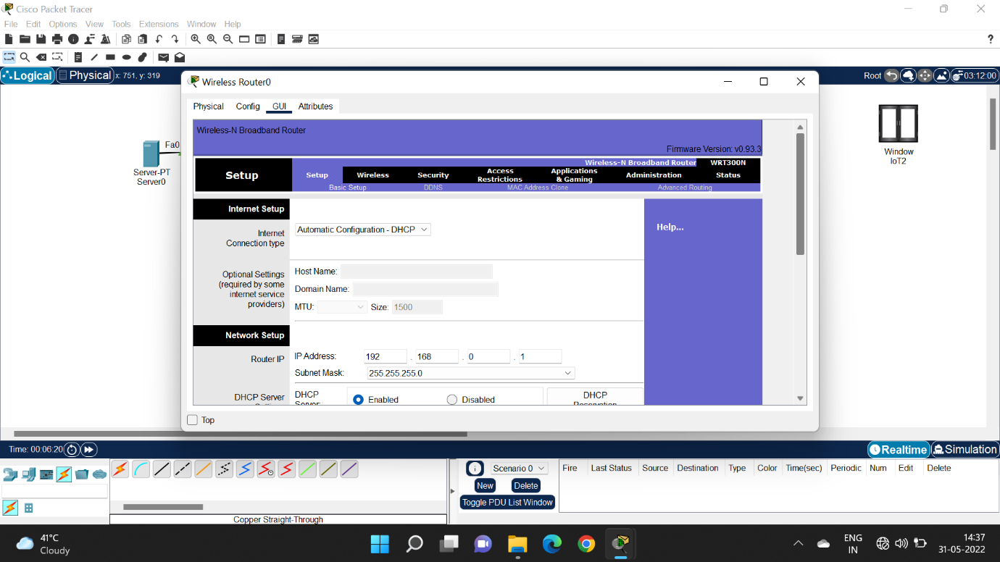 Cisco Packet Tracer
File Edit Options View Tools Extensions Window Help
?
Logical Physical x: 751, y: 319
Root 03:12:00
Wireless Router0
Physical Config GUI Attributes
Wireless-N Broadband Router
Firmware Version: v0.93.3
Wireless-N Broadband Router WRT300N
Setup
Setup Wireless Security Access Restrictions Applications & Gaming Administration Status
Basic Setup DDNS MAC Address Clone Advanced Routing
Internet Setup
Internet
Connection type
Automatic Configuration - DHCP
Help...
Optional Settings
(required by some
internet service
providers)
Host Name:
Domain Name:
MTU: Size: 1500
Network Setup
Router IP
IP Address: 192 . 168 . 0 . 1
Subnet Mask: 255.255.255.0
DHCP Server
DHCP
Server:
Enabled Disabled
DHCP
Reservation
Top
Fa0
Server-PT
Server0
Window
IoT2
Time: 00:06:20
Realtime Simulation
Scenario 0
New Delete
Toggle PDU List Window
Fire Last Status Source Destination Type Color Time(sec) Periodic Num Edit Delete
Copper Straight-Through
41°C
Cloudy
ENG
IN
14:37
31-05-2022